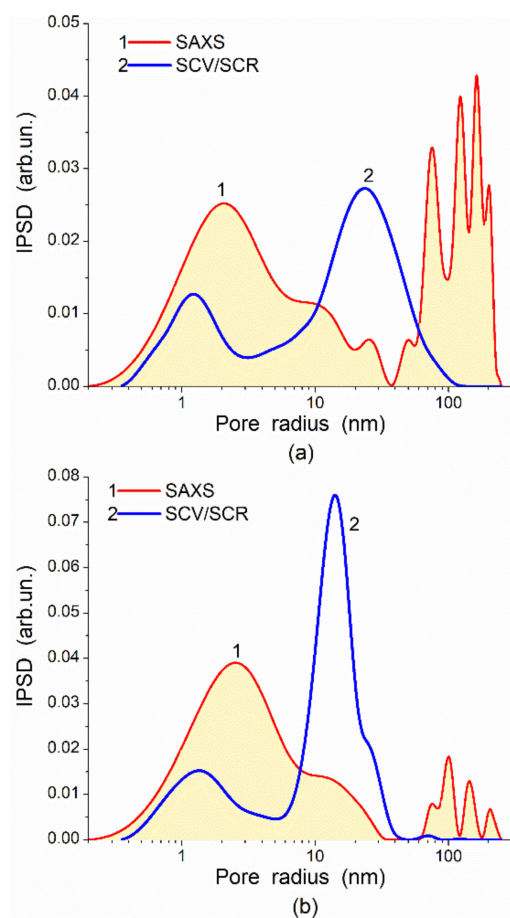 0.05
1 SAXS
2 SCV/SCR
0.04
IPSD (arb.un.)
0.03
1
2
0.02
0.01
0.00
1 10 100
Pore radius (nm)
(a)
0.08
1 SAXS
2 SCV/SCR
0.07
2
0.06
IPSD (arb.un.)
0.05
0.04
1
0.03
0.02
0.01
0.00
1 10 100
Pore radius (nm)
(b)